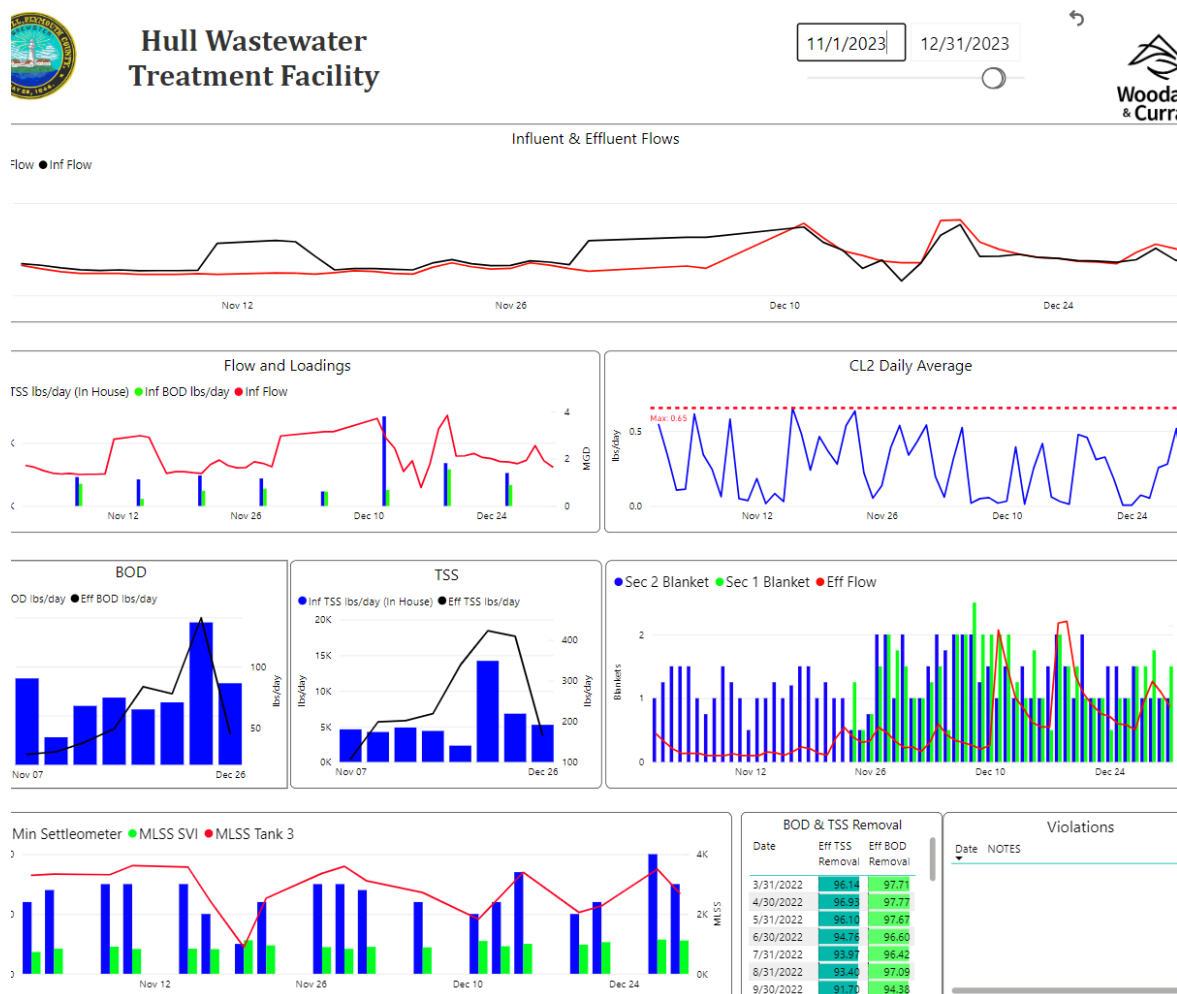 Hull Wastewater
Treatment Facility
11/1/2023
12/31/2023
Wooda
& Curra
Influent & Effluent Flows
Flow Inf Flow
Nov 12 Nov 26 Dec 10 Dec 24
Flow and Loadings
TSS lbs/day (In House) Inf BOD lbs/day Inf Flow
4
2
0
MGD
Nov 12 Nov 26 Dec 10 Dec 24
CL2 Daily Average
Max: 0.65
0.5
0.0
lbs/day
Nov 12 Nov 26 Dec 10 Dec 24
BOD
OD lbs/day Eff BOD lbs/day
100
50
lbs/day
Nov 07 Dec 26
TSS
Inf TSS lbs/day (In House) Eff TSS lbs/day
20K
15K
10K
5K
0K
lbs/day
400
300
200
100
lbs/day
Nov 07 Dec 26
Sec 2 Blanket Sec 1 Blanket Eff Flow
2
1
0
Blankets
Nov 12 Nov 26 Dec 10 Dec 24
Min Settleometer MLSS SVI MLSS Tank 3
4K
2K
0K
MLSS
Nov 12 Nov 26 Dec 10 Dec 24
BOD & TSS Removal
Date Eff TSS Removal Eff BOD Removal
3/31/2022 96.14 97.71
4/30/2022 96.93 97.77
5/31/2022 96.10 97.67
6/30/2022 94.76 96.60
7/31/2022 93.97 96.42
8/31/2022 93.40 97.09
9/30/2022 91.70 94.38
Violations
Date NOTES